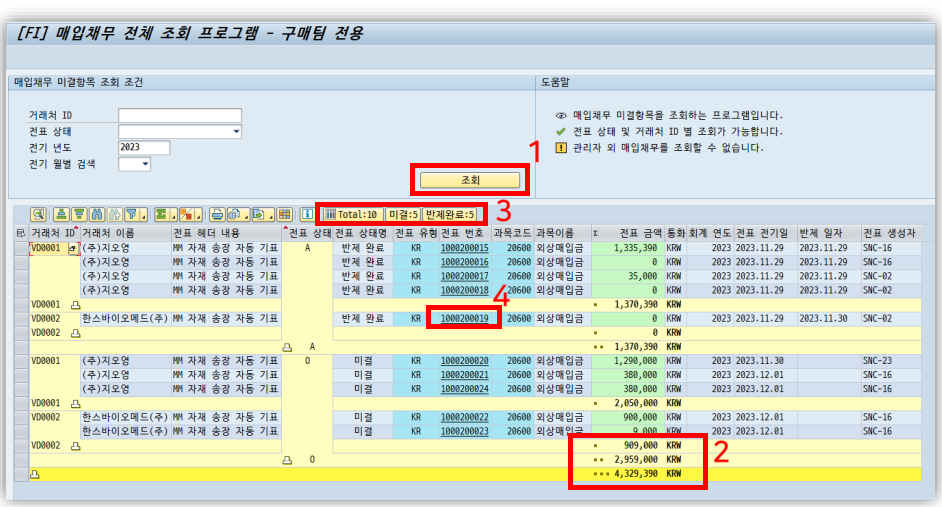 [FI] 매입채무 전체 조회 프로그램 - 구매팀 전용
매입채무 미결항목 조회 조건
도움말
거래처 ID
전표 상태
전기 년도 2023
전기 월별 검색
매입채무 미결항목을 조회하는 프로그램입니다.
전표 상태 및 거래처 ID 별 조회가 가능합니다.
관리자 외 매입채무를 조회할 수 없습니다.
1
조회
Total:10 미결:5 반제완료:5 3
거래처 ID 거래처 이름 전표 헤더 내용 전표 상태 전표 상태명 전표 유형 전표 번호 과목코드 과목이름 Σ 전표 금액 통화 회계 연도 전표 전기일 반제 일자 전표 생성자
VD0001 (주)지오영 MM 자재 송장 자동 기표 A 반제 완료 KR 1000200015 20600 외상매입금 1,335,390 KRW 2023 2023.11.29 2023.11.29 SNC-16
(주)지오영 MM 자재 송장 자동 기표 반제 완료 KR 1000200016 20600 외상매입금 0 KRW 2023 2023.11.29 2023.11.29 SNC-16
(주)지오영 MM 자재 송장 자동 기표 반제 완료 KR 1000200017 20600 외상매입금 35,000 KRW 2023 2023.11.29 2023.11.29 SNC-02
(주)지오영 MM 자재 송장 자동 기표 반제 완료 KR 1000200018 20600 외상매입금 0 KRW 2023 2023.11.29 2023.11.29 SNC-02
VD0001 1,370,390 KRW
4
VD0002 한스바이오메드(주) MM 자재 송장 자동 기표 반제 완료 KR 1000200019 20600 외상매입금 0 KRW 2023 2023.11.29 2023.11.30 SNC-02
VD0002 0 KRW
A 1,370,390 KRW
VD0001 (주)지오영 MM 자재 송장 자동 기표 O 미결 KR 1000200020 20600 외상매입금 1,290,000 KRW 2023 2023.11.30 SNC-23
(주)지오영 MM 자재 송장 자동 기표 미결 KR 1000200021 20600 외상매입금 380,000 KRW 2023 2023.12.01 SNC-16
(주)지오영 MM 자재 송장 자동 기표 미결 KR 1000200024 20600 외상매입금 380,000 KRW 2023 2023.12.01 SNC-16
VD0001 2,050,000 KRW
VD0002 한스바이오메드(주) MM 자재 송장 자동 기표 미결 KR 1000200022 20600 외상매입금 900,000 KRW 2023 2023.12.01 SNC-16
한스바이오메드(주) MM 자재 송장 자동 기표 미결 KR 1000200023 20600 외상매입금 9,000 KRW 2023 2023.12.01 SNC-16
VD0002 909,000 KRW 2
O 2,959,000 KRW
4,329,390 KRW